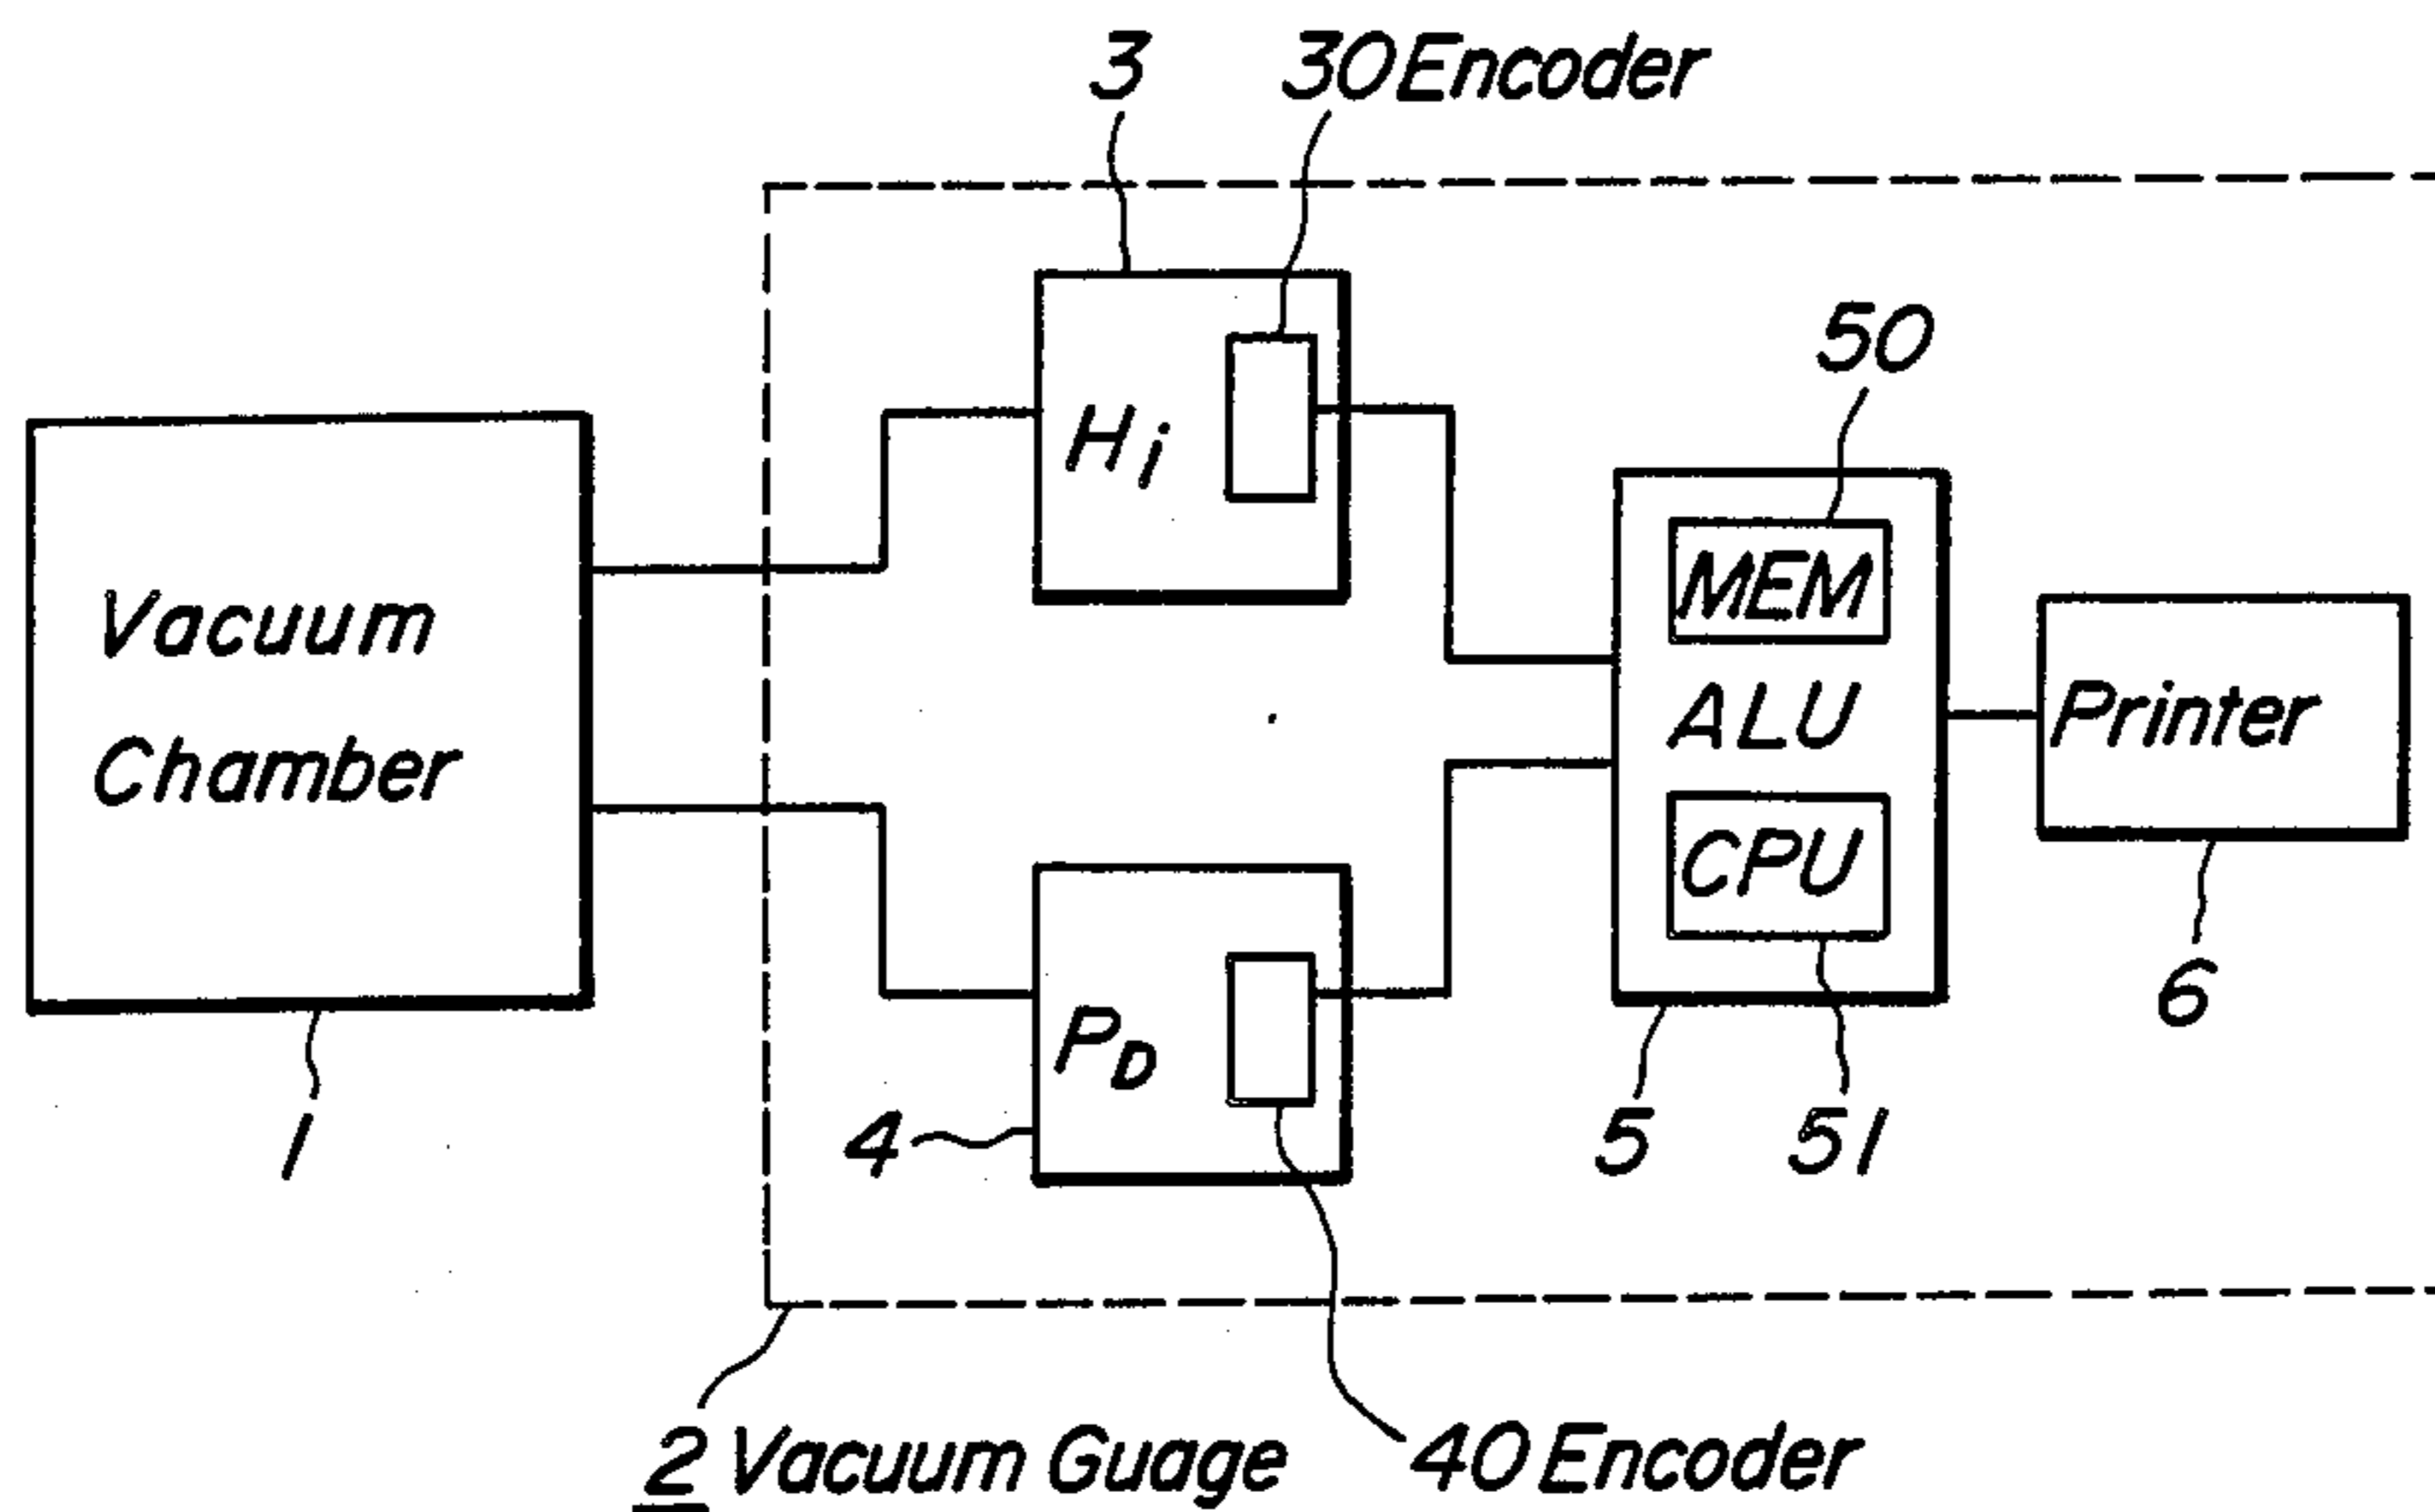 3
30 Encoder
50
Hi
MEM
Vacuum
Chamber
ALU
Printer
CPU
6
PD
4
1
5
51
2 Vacuum Guage
40 Encoder